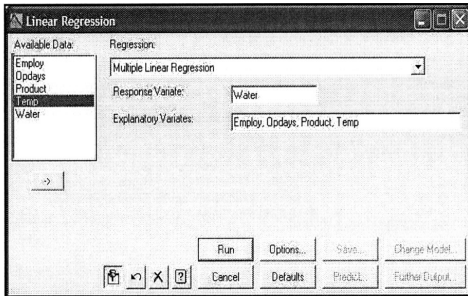 Linear Regression
Available Data:
Employ
Opdays
Product
Temp
Water
->
Regression:
Multiple Linear Regression
Response Variate:
Water
Explanatory Variates:
Employ, Opdays, Product, Temp
Run
Options...
Save...
Change Model...
Cancel
Defaults
Predict...
Further Output...